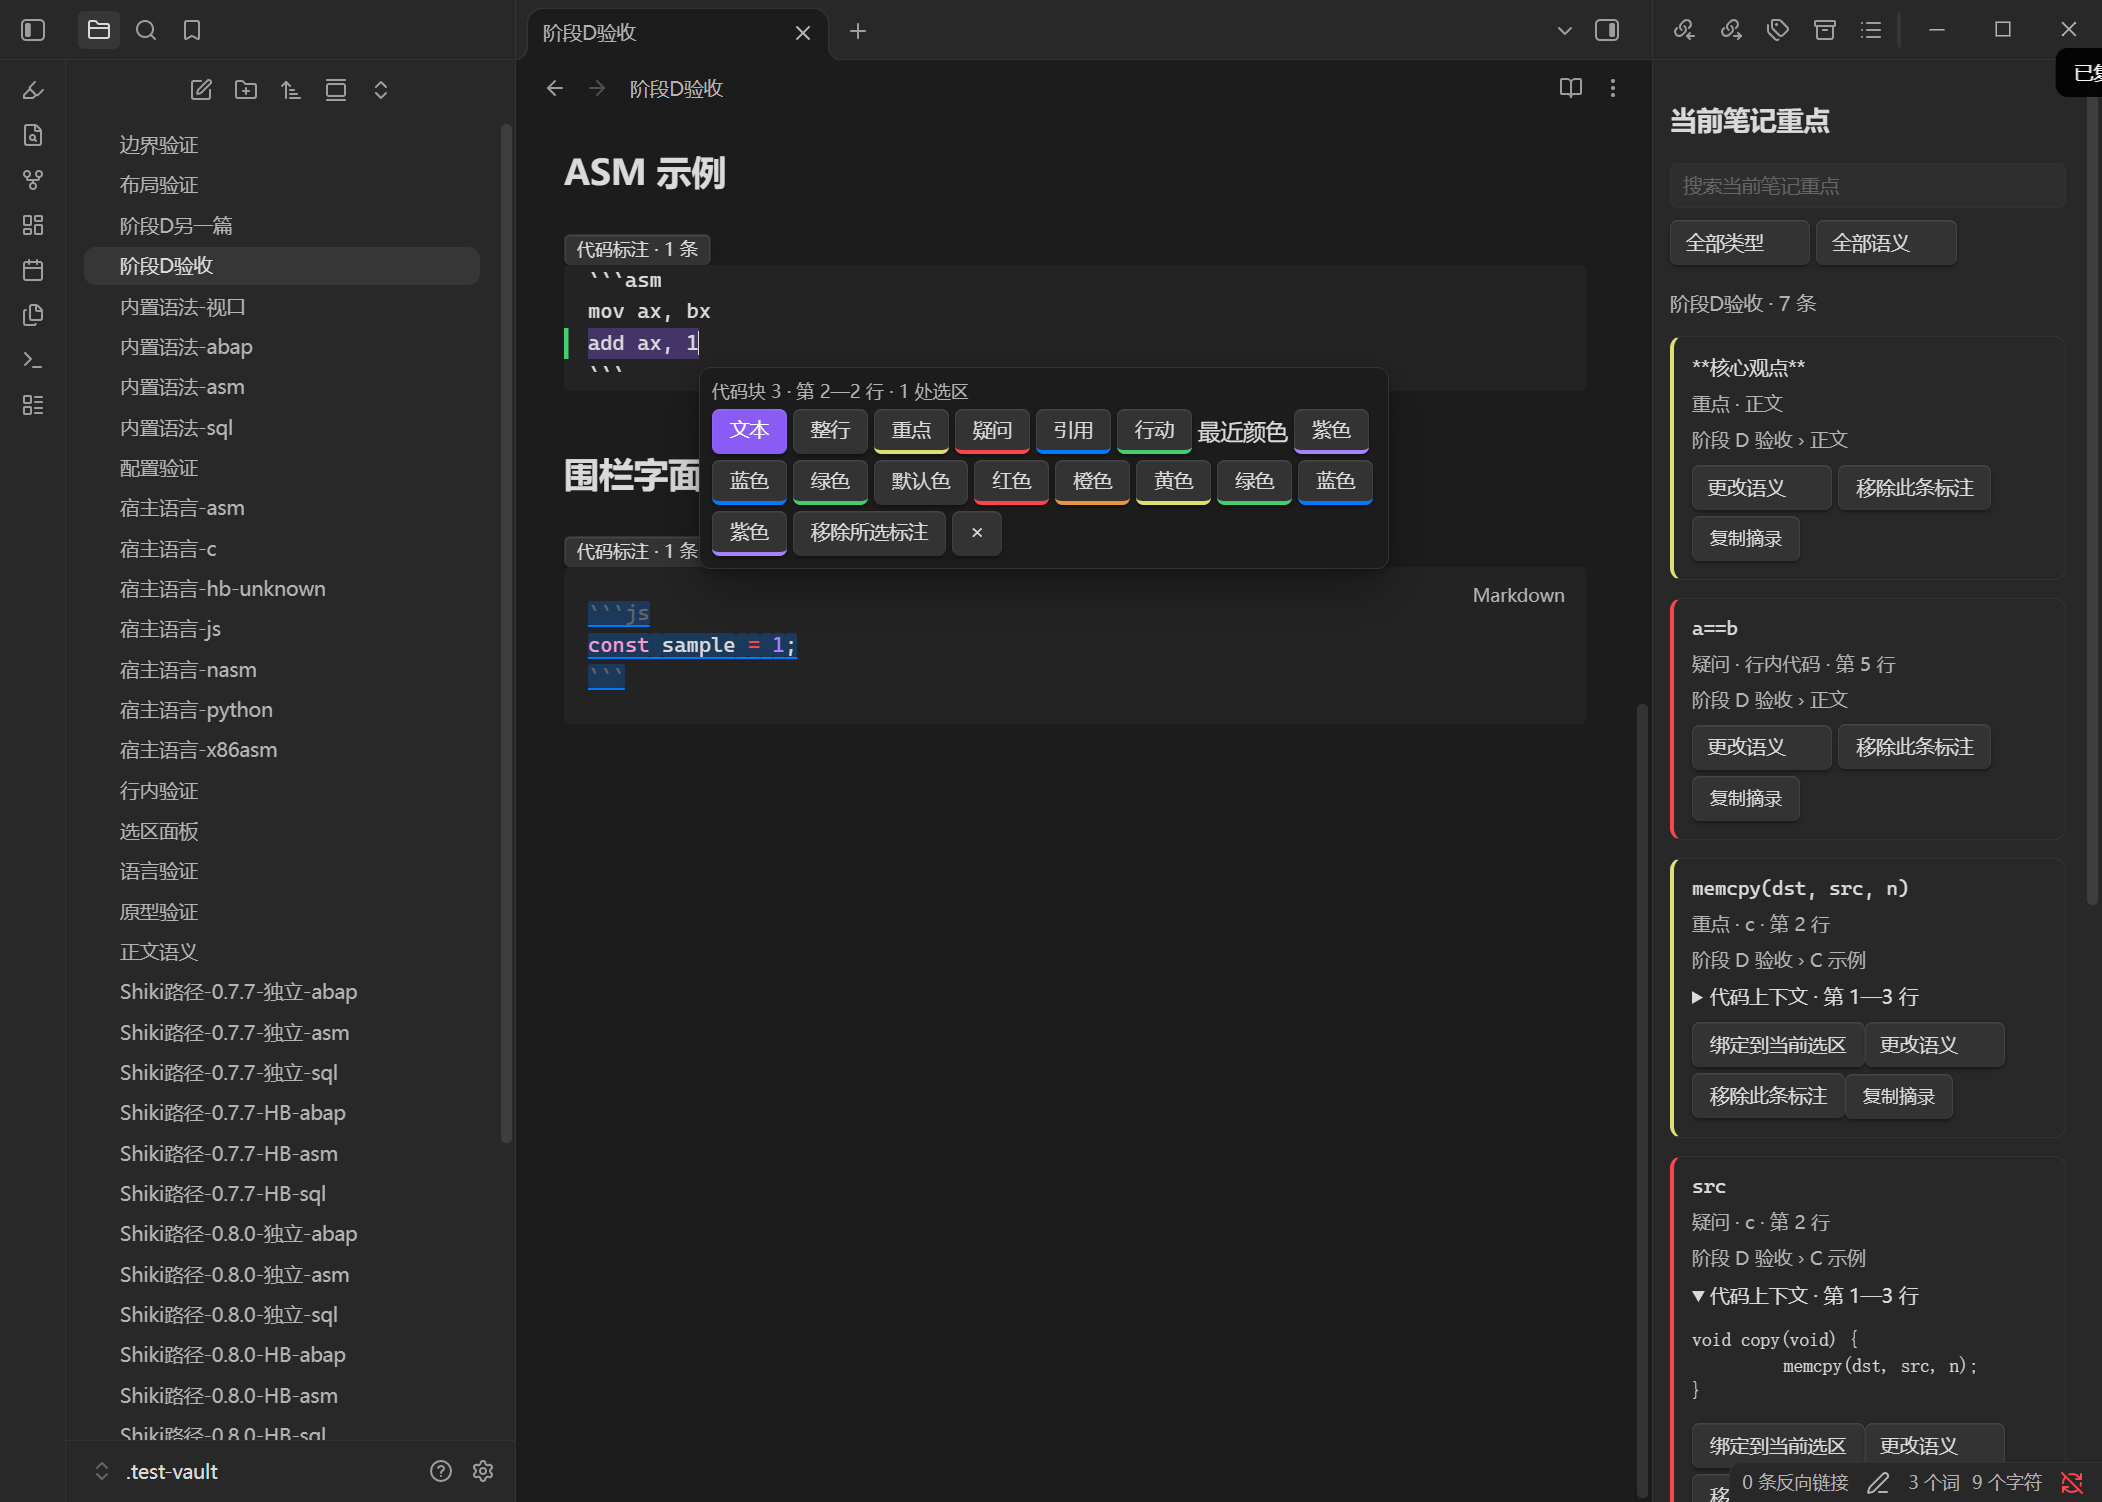 阶段D验收
阶段D验收
边界验证
布局验证
阶段D另一篇
阶段D验收
内置语法-视口
内置语法-abap
内置语法-asm
内置语法-sql
配置验证
宿主语言-asm
宿主语言-c
宿主语言-hb-unknown
宿主语言-js
宿主语言-nasm
宿主语言-python
宿主语言-x86asm
行内验证
选区面板
语言验证
原型验证
正文语义
Shiki路径-0.7.7-独立-abap
Shiki路径-0.7.7-独立-asm
Shiki路径-0.7.7-独立-sql
Shiki路径-0.7.7-HB-abap
Shiki路径-0.7.7-HB-asm
Shiki路径-0.7.7-HB-sql
Shiki路径-0.8.0-独立-abap
Shiki路径-0.8.0-独立-asm
Shiki路径-0.8.0-独立-sql
Shiki路径-0.8.0-HB-abap
Shiki路径-0.8.0-HB-asm
Shiki路径-0.8.0-HB-sql
.test-vault
ASM 示例
代码标注 · 1 条
```asm
mov ax, bx
add ax, 1
```
代码块 3 · 第 2—2 行 · 1 处选区
文本 整行 重点 疑问 引用 行动 最近颜色 紫色
蓝色 绿色 默认色 红色 橙色 黄色 绿色 蓝色
紫色 移除所选标注 ×
围栏字面
代码标注 · 1 条
Markdown
```js
const sample = 1;
```
已复
当前笔记重点
搜索当前笔记重点
全部类型 全部语义
阶段D验收 · 7 条
**核心观点**
重点 · 正文
阶段 D 验收 › 正文
更改语义 移除此条标注
复制摘录
a==b
疑问 · 行内代码 · 第 5 行
阶段 D 验收 › 正文
更改语义 移除此条标注
复制摘录
memcpy(dst, src, n)
重点 · c · 第 2 行
阶段 D 验收 › C 示例
▶ 代码上下文 · 第 1—3 行
绑定到当前选区 更改语义
移除此条标注 复制摘录
src
疑问 · c · 第 2 行
阶段 D 验收 › C 示例
▼ 代码上下文 · 第 1—3 行
void copy(void) {
memcpy(dst, src, n);
}
绑定到当前选区 更改语义
移
0 条反向链接 3 个词 9 个字符